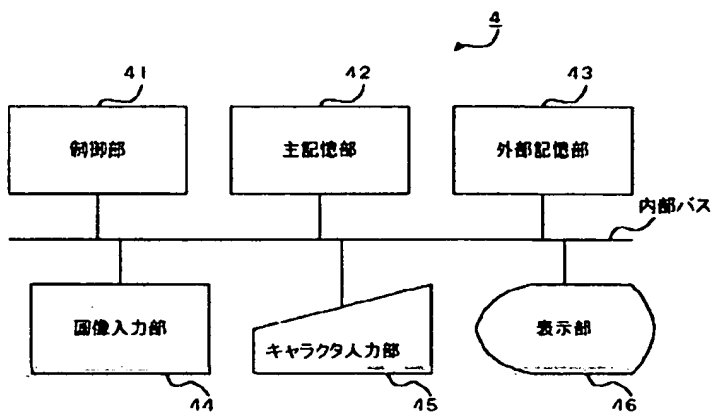 4
41
42
43
制御部
主記憶部
外部記憶部
内部バス
画像入力部
キャラクタ入力部
表示部
44
45
46